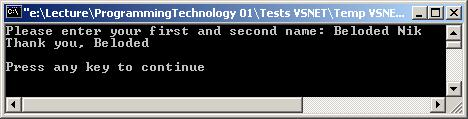 "e:\Lecture\ProgrammingTechnology 01\Tests VSNET\Temp VSNE...
Please enter your first and second name: Beloded Nik
Thank you, Beloded
Press any key to continue